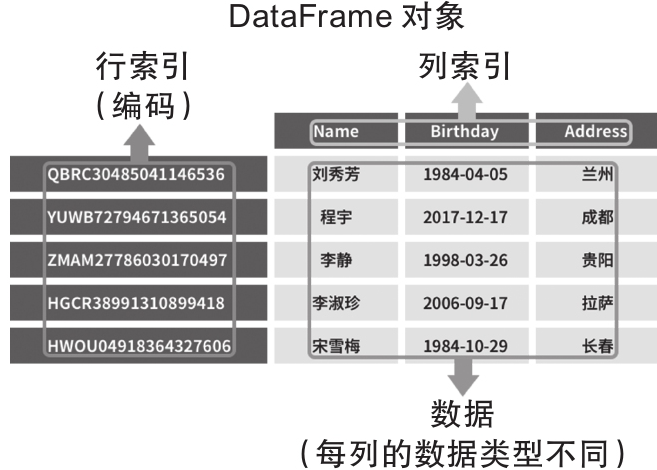 DataFrame 对象
行索引
(编码)
列索引
Name Birthday Address
QBRC30485041146536 刘秀芳 1984-04-05 兰州
YUWB72794671365054 程宇 2017-12-17 成都
ZMAM27786030170497 李静 1998-03-26 贵阳
HGCR38991310899418 李淑珍 2006-09-17 拉萨
HWOU04918364327606 宋雪梅 1984-10-29 长春
数据
(每列的数据类型不同)